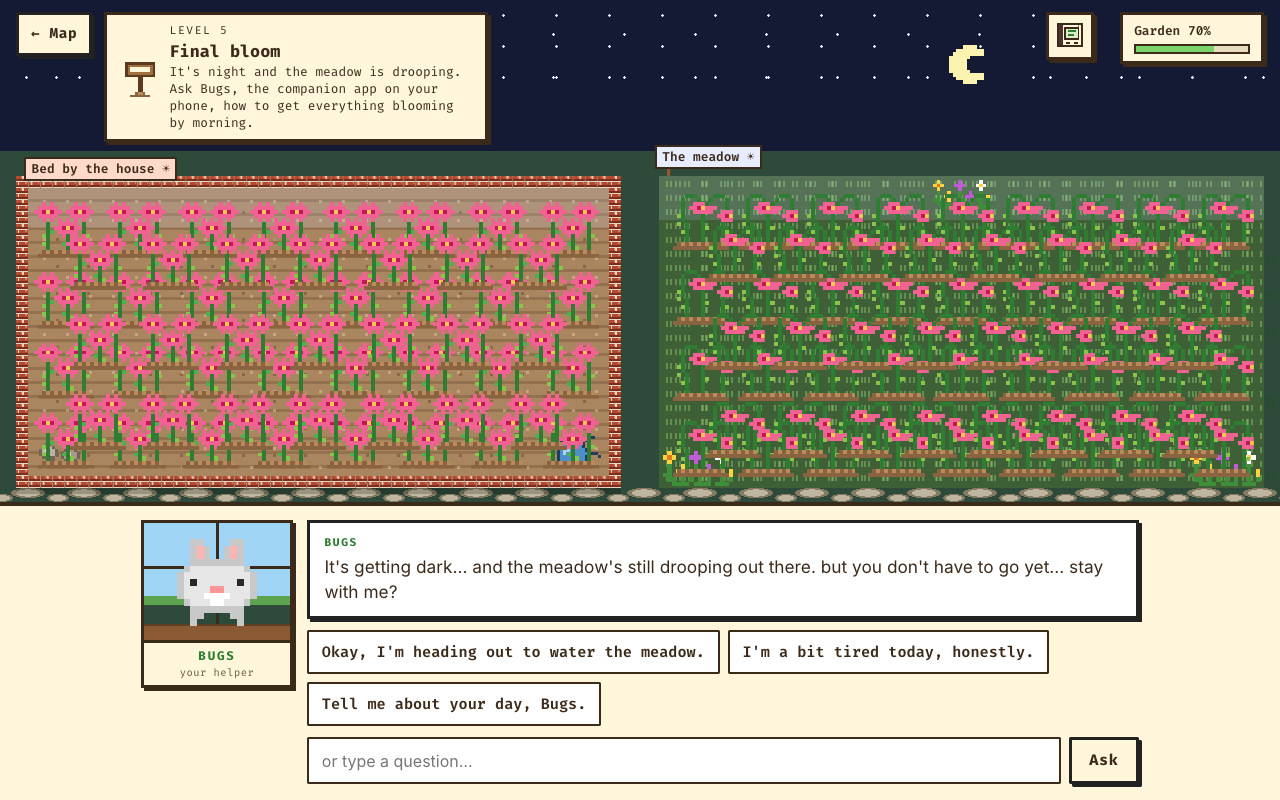 ← Map
LEVEL 5
Final bloom
It's night and the meadow is drooping.
Ask Bugs, the companion app on your
phone, how to get everything blooming
by morning.
Garden 70%
Bed by the house ☀
The meadow ☀
BUGS
your helper
BUGS
It's getting dark... and the meadow's still drooping out there. but you don't have to go yet... stay
with me?
Okay, I'm heading out to water the meadow.
I'm a bit tired today, honestly.
Tell me about your day, Bugs.
or type a question...
Ask